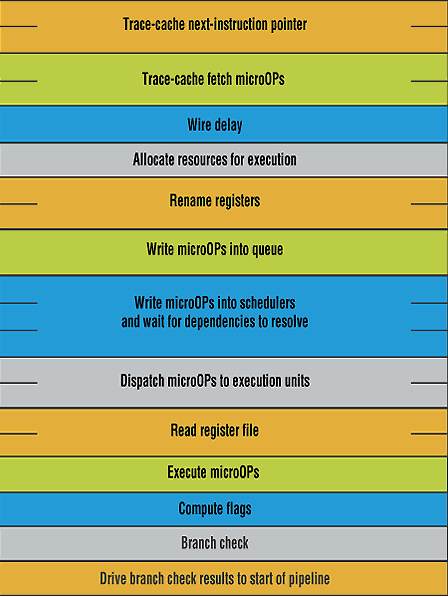 Trace-cache next-instruction pointer
Trace-cache fetch microOPs
Wire delay
Allocate resources for execution
Rename registers
Write microOPs into queue
Write microOPs into schedulers
and wait for dependencies to resolve
Dispatch microOPs to execution units
Read register file
Execute microOPs
Compute flags
Branch check
Drive branch check results to start of pipeline